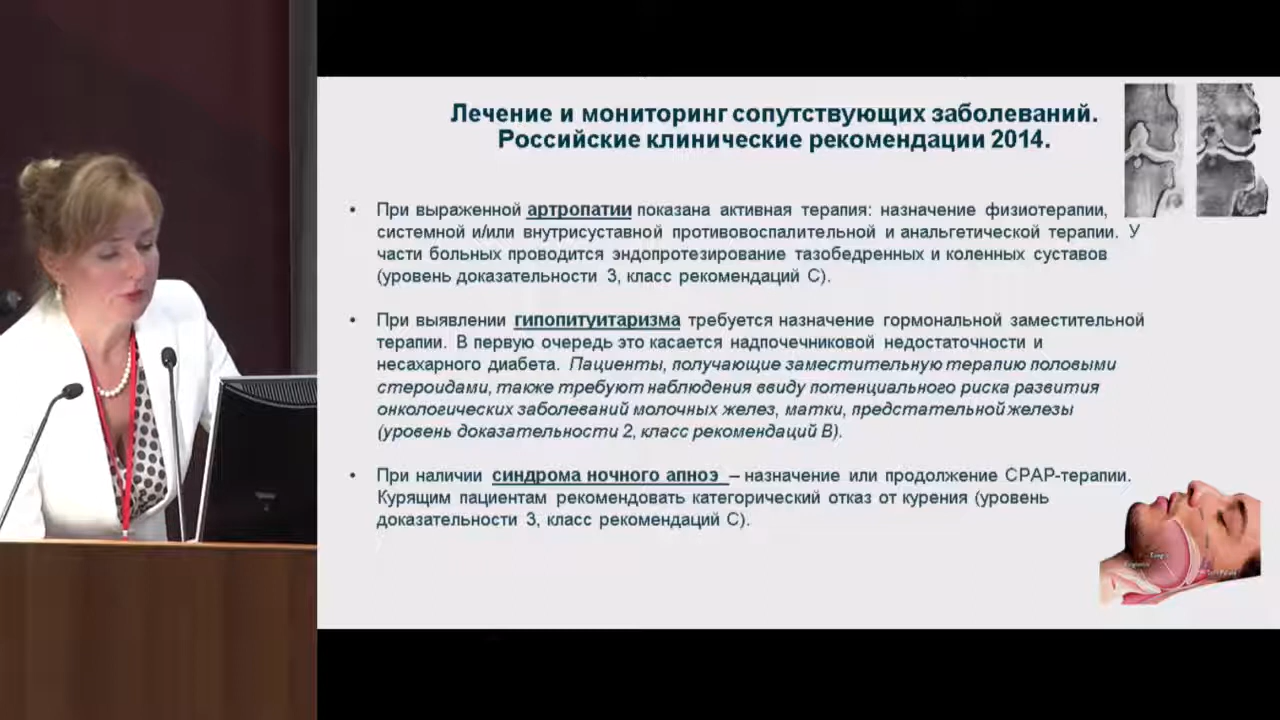 Лечение и мониторинг сопутствующих заболеваний.
Российские клинические рекомендации 2014.
• При выраженной артропатии показана активная терапия: назначение физиотерапии,
системной и/или внутрисуставной противовоспалительной и анальгетической терапии. У
части больных проводится эндопротезирование тазобедренных и коленных суставов
(уровень доказательности 3, класс рекомендаций С).
• При выявлении гипопитуитаризма требуется назначение гормональной заместительной
терапии. В первую очередь это касается надпочечниковой недостаточности и
несахарного диабета. Пациенты, получающие заместительную терапию половыми
стероидами, также требуют наблюдения ввиду потенциального риска развития
онкологических заболеваний молочных желез, матки, предстательной железы
(уровень доказательности 2, класс рекомендаций В).
• При наличии синдрома ночного апноэ – назначение или продолжение СРАР-терапии.
Курящим пациентам рекомендовать категорический отказ от курения (уровень
доказательности 3, класс рекомендаций С).